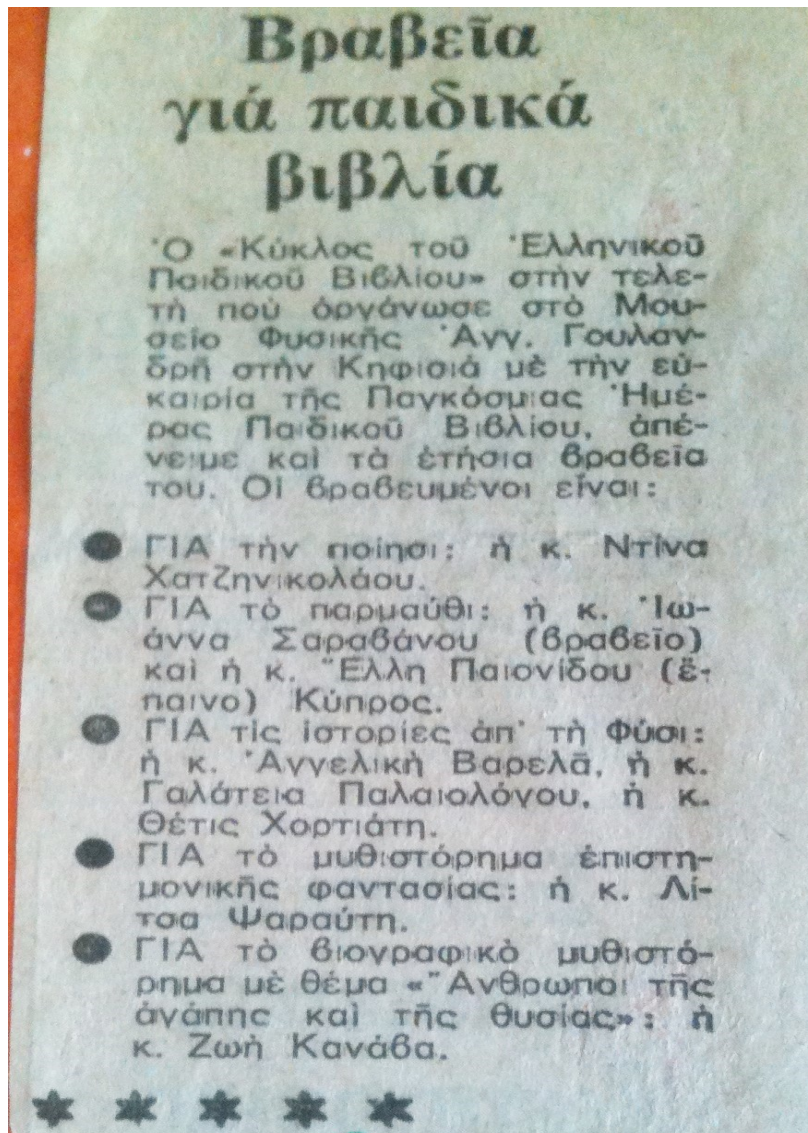 Βραβεῖα
γιά παιδικά
βιβλία
Ὁ «Κύκλος τοῦ Ἑλληνικοῦ
Παιδικοῦ Βιβλίου» στὴν τελε-
τὴ ποὺ ὀργάνωσε στὸ Μου-
σεῖο Φυσικῆς Ἀγγ. Γουλαν-
δρῆ στὴν Κηφισιά μὲ τὴν εὐ-
καιρία τῆς Παγκόσμιας Ἡμέ-
ρας Παιδικοῦ Βιβλίου, ἀπέ-
νειμε καὶ τὰ ἐτήσια βραβεῖα
του. Οἱ βραβευμένοι εἶναι:
● ΓΙΑ τὴν ποίησι: ἡ κ. Ντίνα
Χατζηνικολάου.
● ΓΙΑ τὸ παρμαύθι: ἡ κ. Ἰω-
άννα Σαραβάνου (βραβεῖο)
καὶ ἡ κ. Ἕλλη Παιονίδου (ἔ-
παινο) Κύπρος.
● ΓΙΑ τὶς ἱστορίες ἀπ' τὴ Φύσι:
ἡ κ. Ἀγγελικὴ Βαρελᾶ, ἡ κ.
Γαλάτεια Παλαιολόγου, ἡ κ.
Θέτις Χορτιάτη.
● ΓΙΑ τὸ μυθιστόρημα ἐπιστη-
μονικῆς φαντασίας: ἡ κ. Λί-
τσα Ψαραύτη.
● ΓΙΑ τὸ βιογραφικὸ μυθιστό-
ρημα μὲ θέμα «Ἄνθρωποι τῆς
ἀγάπης καὶ τῆς θυσίας»: ἡ
κ. Ζωὴ Κανάβα.